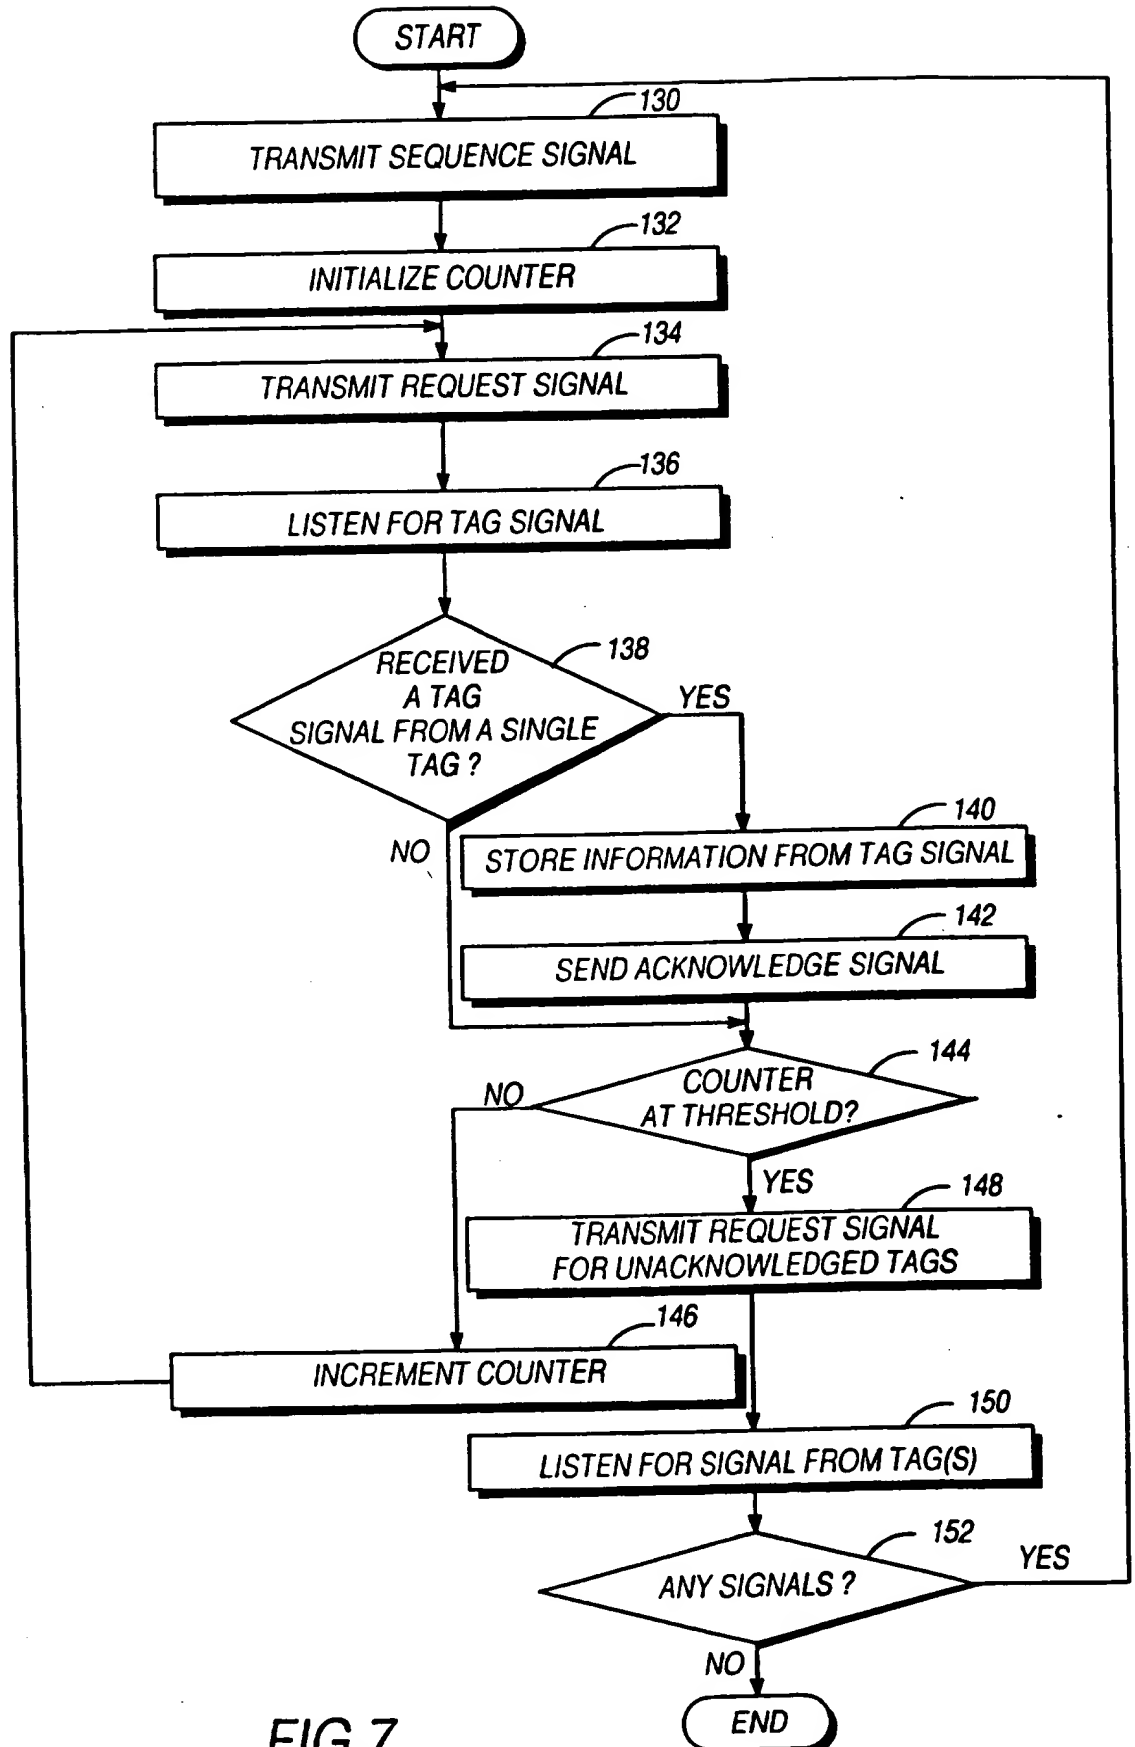 START
130
TRANSMIT SEQUENCE SIGNAL
132
INITIALIZE COUNTER
134
TRANSMIT REQUEST SIGNAL
136
LISTEN FOR TAG SIGNAL
138
RECEIVED
A TAG
SIGNAL FROM A SINGLE
TAG ?
YES
NO
140
STORE INFORMATION FROM TAG SIGNAL
142
SEND ACKNOWLEDGE SIGNAL
144
COUNTER
AT THRESHOLD?
NO
YES
148
TRANSMIT REQUEST SIGNAL
FOR UNACKNOWLEDGED TAGS
146
INCREMENT COUNTER
150
LISTEN FOR SIGNAL FROM TAG(S)
152
ANY SIGNALS ?
YES
NO
END
FIG.7